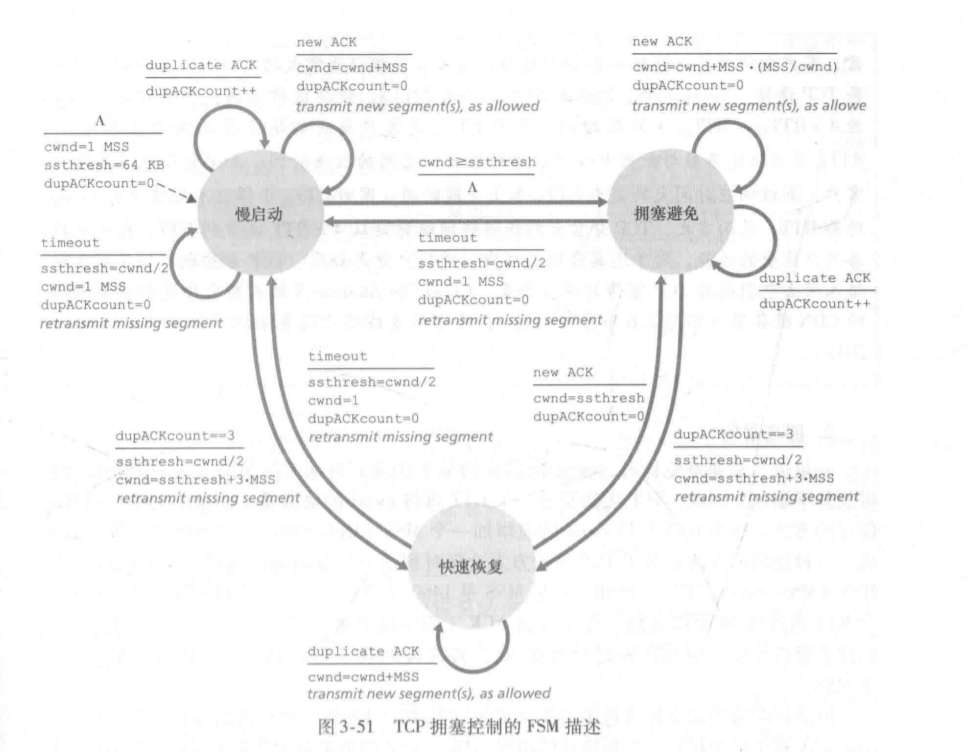 new ACK
cwnd=cwnd+MSS
dupACKcount=0
transmit new segment(s), as allowed
duplicate ACK
dupACKcount++
Λ
cwnd=1 MSS
ssthresh=64 KB
dupACKcount=0
慢启动
timeout
ssthresh=cwnd/2
cwnd=1 MSS
dupACKcount=0
retransmit missing segment
cwnd≥ssthresh
Λ
timeout
ssthresh=cwnd/2
cwnd=1 MSS
dupACKcount=0
retransmit missing segment
new ACK
cwnd=cwnd+MSS·(MSS/cwnd)
dupACKcount=0
transmit new segment(s), as allowe
拥塞避免
duplicate ACK
dupACKcount++
timeout
ssthresh=cwnd/2
cwnd=1
dupACKcount=0
retransmit missing segment
new ACK
cwnd=ssthresh
dupACKcount=0
dupACKcount==3
ssthresh=cwnd/2
cwnd=ssthresh+3·MSS
retransmit missing segment
dupACKcount==3
ssthresh=cwnd/2
cwnd=ssthresh+3·MSS
retransmit missing segment
快速恢复
duplicate ACK
cwnd=cwnd+MSS
transmit new segment(s), as allowed
图 3-51 TCP 拥塞控制的 FSM 描述